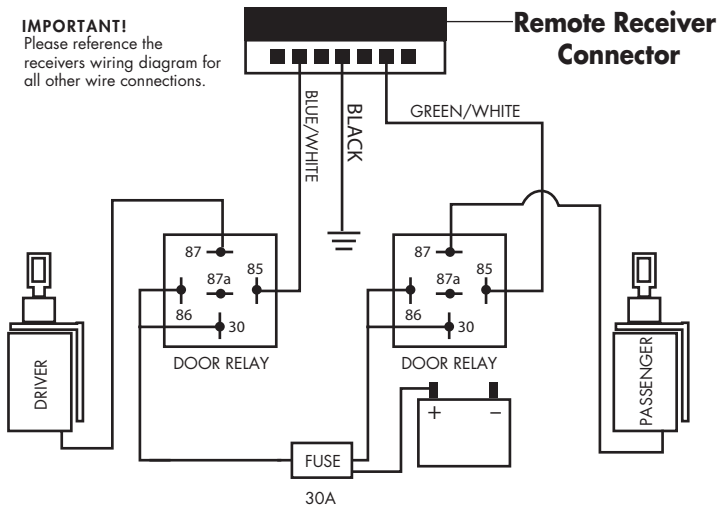 IMPORTANT!
Please reference the
receivers wiring diagram for
all other wire connections.
Remote Receiver
Connector
BLUE/WHITE
BLACK
GREEN/WHITE
87
85
87a
86
30
DOOR RELAY
87
85
87a
86
30
DOOR RELAY
DRIVER
PASSENGER
+ −
FUSE
30A